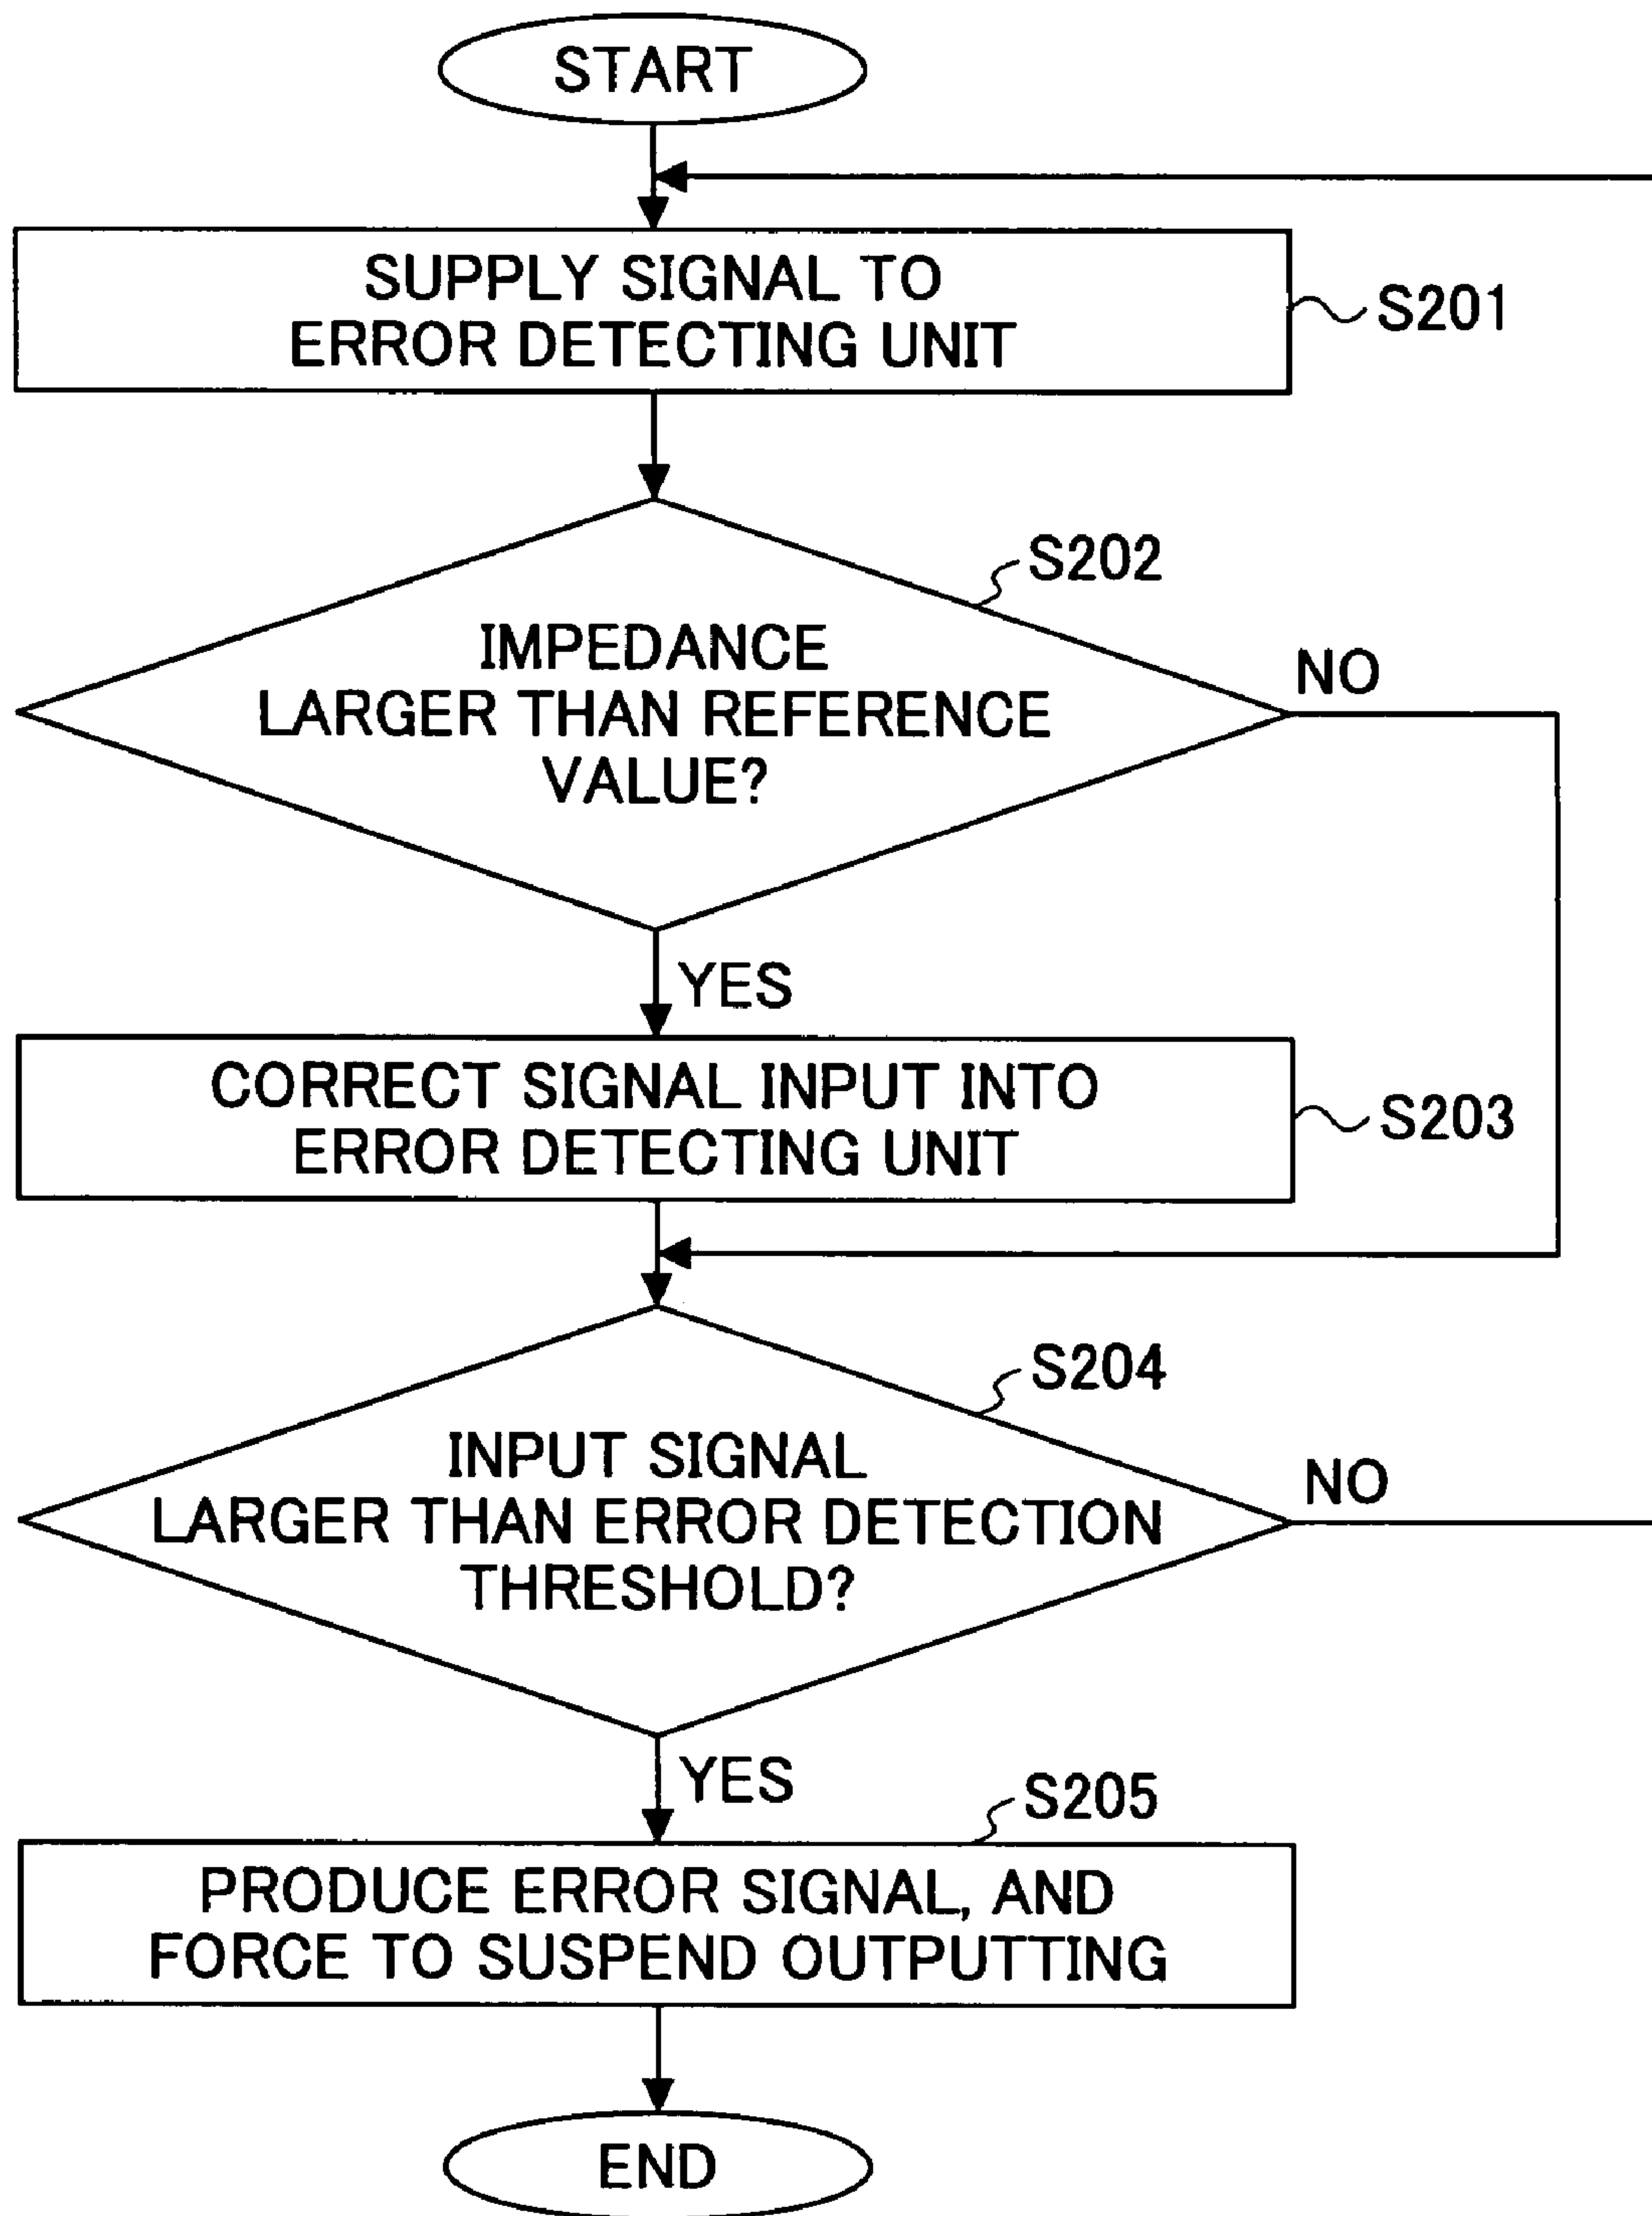 START
SUPPLY SIGNAL TO
ERROR DETECTING UNIT
S201
S202
IMPEDANCE
LARGER THAN REFERENCE
VALUE?
NO
YES
CORRECT SIGNAL INPUT INTO
ERROR DETECTING UNIT
S203
S204
INPUT SIGNAL
LARGER THAN ERROR DETECTION
THRESHOLD?
NO
YES
S205
PRODUCE ERROR SIGNAL, AND
FORCE TO SUSPEND OUTPUTTING
END